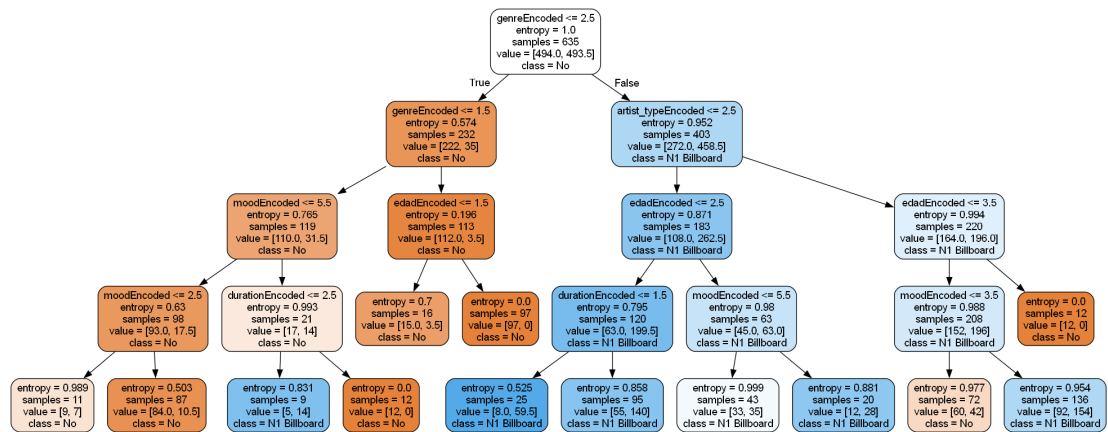 genreEncoded <= 2.5
entropy = 1.0
samples = 635
value = [494.0, 493.5]
class = No
True
False
genreEncoded <= 1.5
entropy = 0.574
samples = 232
value = [222, 35]
class = No
artist_typeEncoded <= 2.5
entropy = 0.952
samples = 403
value = [272.0, 458.5]
class = N1 Billboard
moodEncoded <= 5.5
entropy = 0.765
samples = 119
value = [110.0, 31.5]
class = No
edadEncoded <= 1.5
entropy = 0.196
samples = 113
value = [112.0, 3.5]
class = No
edadEncoded <= 2.5
entropy = 0.871
samples = 183
value = [108.0, 262.5]
class = N1 Billboard
edadEncoded <= 3.5
entropy = 0.994
samples = 220
value = [164.0, 196.0]
class = N1 Billboard
moodEncoded <= 2.5
entropy = 0.63
samples = 98
value = [93.0, 17.5]
class = No
durationEncoded <= 2.5
entropy = 0.993
samples = 21
value = [17, 14]
class = No
entropy = 0.7
samples = 16
value = [15.0, 3.5]
class = No
entropy = 0.0
samples = 97
value = [97, 0]
class = No
durationEncoded <= 1.5
entropy = 0.795
samples = 120
value = [63.0, 199.5]
class = N1 Billboard
moodEncoded <= 5.5
entropy = 0.98
samples = 63
value = [45.0, 63.0]
class = N1 Billboard
moodEncoded <= 3.5
entropy = 0.988
samples = 208
value = [152, 196]
class = N1 Billboard
entropy = 0.0
samples = 12
value = [12, 0]
class = No
entropy = 0.989
samples = 11
value = [9, 7]
class = No
entropy = 0.503
samples = 87
value = [84.0, 10.5]
class = No
entropy = 0.831
samples = 9
value = [5, 14]
class = N1 Billboard
entropy = 0.0
samples = 12
value = [12, 0]
class = No
entropy = 0.525
samples = 25
value = [8.0, 59.5]
class = N1 Billboard
entropy = 0.858
samples = 95
value = [55, 140]
class = N1 Billboard
entropy = 0.999
samples = 43
value = [33, 35]
class = N1 Billboard
entropy = 0.881
samples = 20
value = [12, 28]
class = N1 Billboard
entropy = 0.977
samples = 72
value = [60, 42]
class = No
entropy = 0.954
samples = 136
value = [92, 154]
class = N1 Billboard